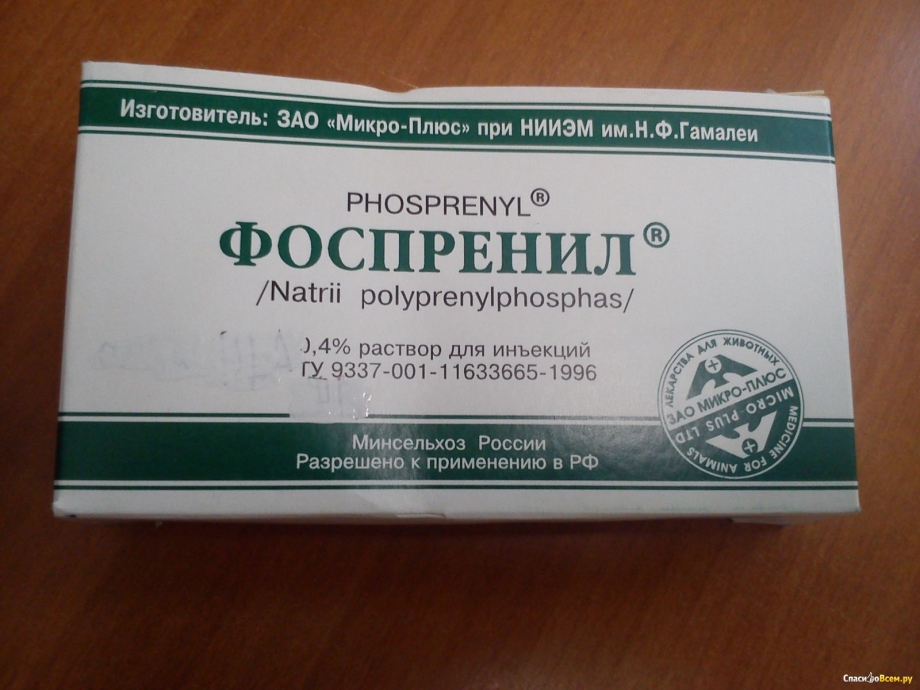 Изготовитель: ЗАО «Микро-Плюс» при НИИЭМ им.Н.Ф.Гамалеи
PHOSPRENYL®
ФОСПРЕНИЛ®
/Natrii polyprenylphosphas/
0,4% раствор для инъекций
ТУ 9337-001-11633665-1996
Минсельхоз России
Разрешено к применению в РФ
ЛЕКАРСТВА ДЛЯ ЖИВОТНЫХ
ЗАО МИКРО-ПЛЮС
MICRO PLUS LTD
MEDICINE FOR ANIMALS
СпасибоВсем.ру